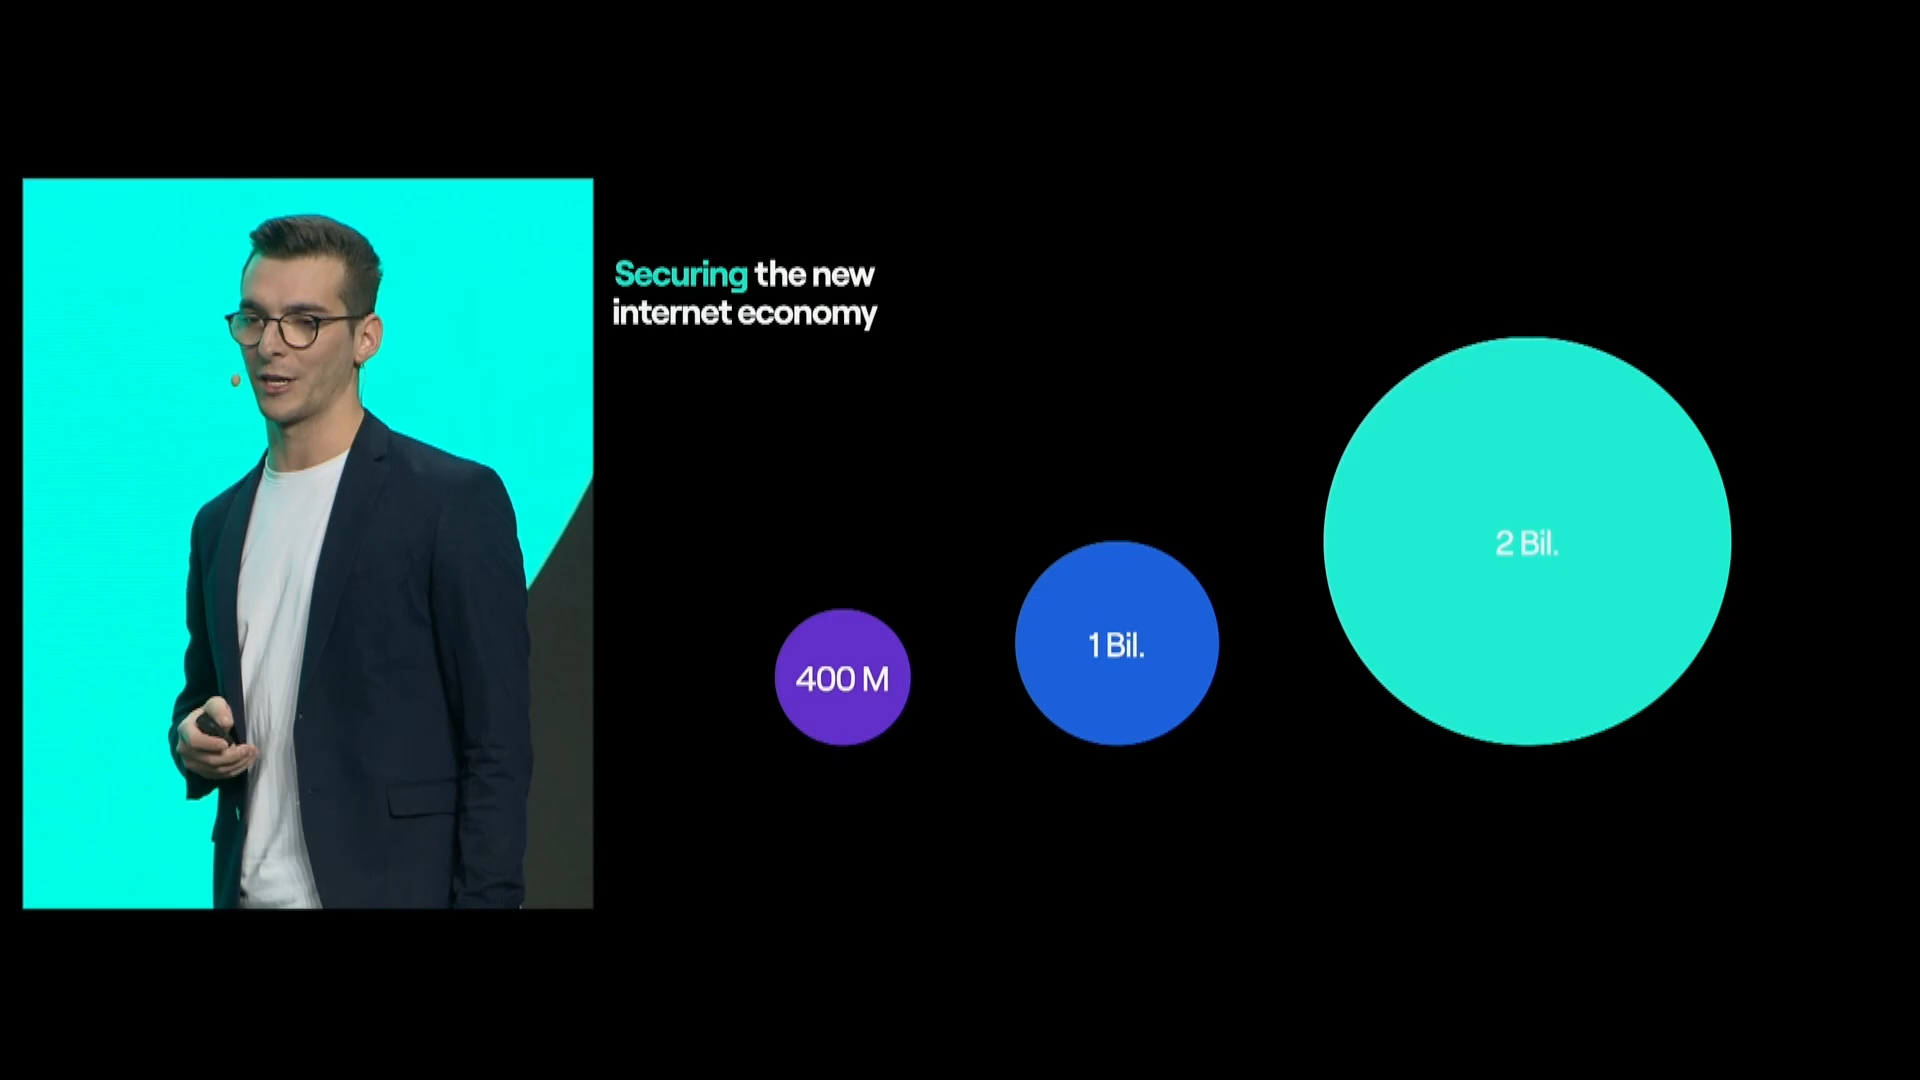 Securing the new
internet economy
400 M
1 Bil.
2 Bil.